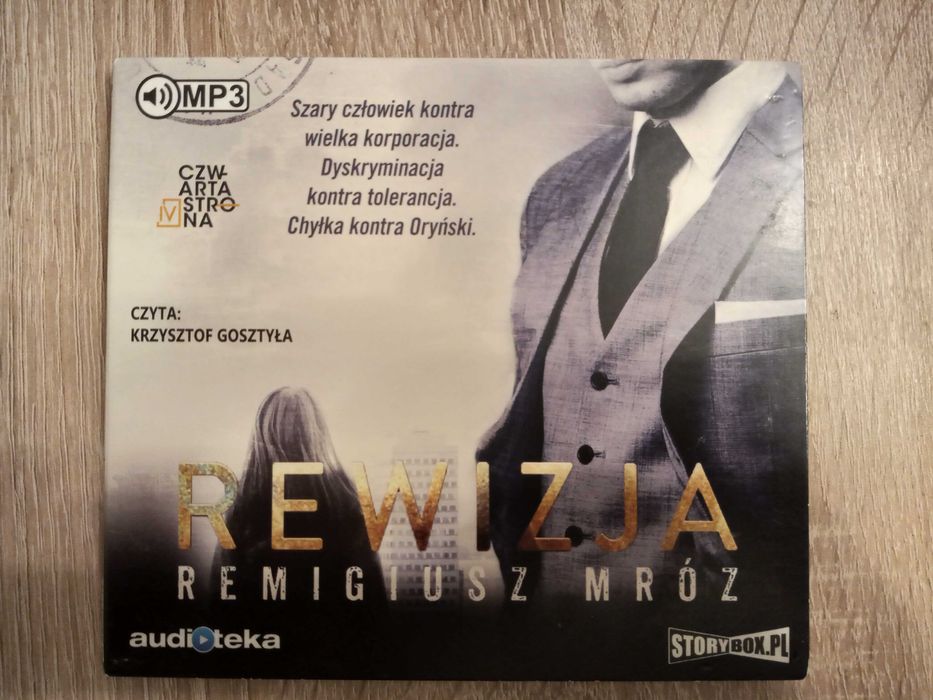 MP3
Szary człowiek kontra
wielka korporacja.
Dyskryminacja
kontra tolerancja.
Chyłka kontra Oryński.
CZW
ARTA
STRO
NA
CZYTA:
KRZYSZTOF GOSZTYŁA
REWIZJA
REMIGIUSZ MRÓZ
audioteka
STORYBOX.PL